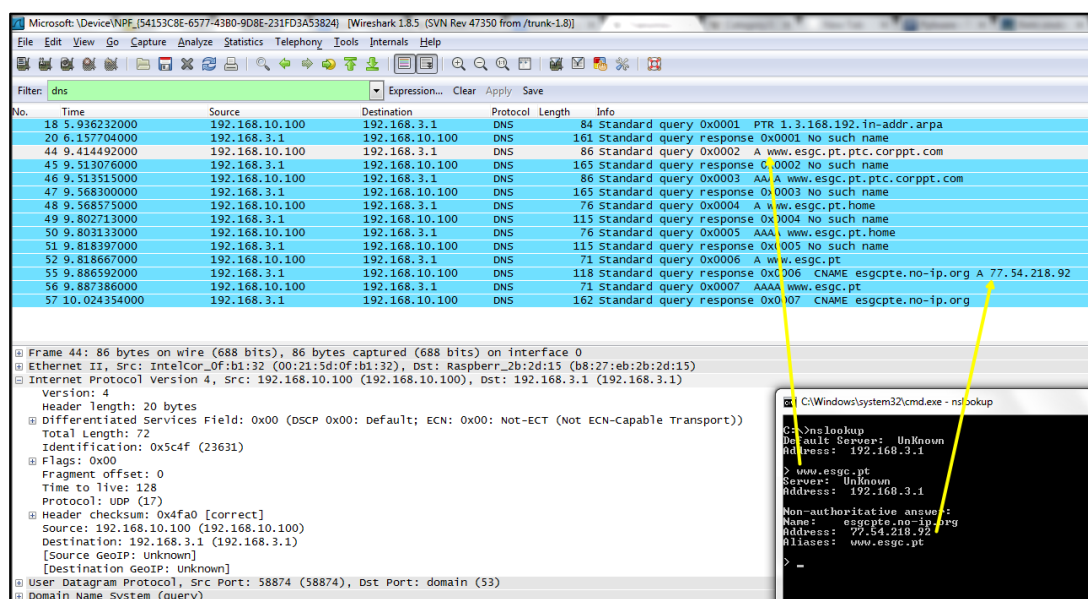 Microsoft: \Device\NPF_{54153C8E-6577-43B0-9D8E-231FD3A53824} [Wireshark 1.8.5 (SVN Rev 47350 from /trunk-1.8)]
File Edit View Go Capture Analyze Statistics Telephony Tools Internals Help
Filter: dns Expression... Clear Apply Save
No. Time Source Destination Protocol Length Info
18 5.936232000 192.168.10.100 192.168.3.1 DNS 84 Standard query 0x0001 PTR 1.3.168.192.in-addr.arpa
20 6.157704000 192.168.3.1 192.168.10.100 DNS 161 Standard query response 0x0001 No such name
44 9.414492000 192.168.10.100 192.168.3.1 DNS 86 Standard query 0x0002 A www.esgc.pt.ptc.corppt.com
45 9.513076000 192.168.3.1 192.168.10.100 DNS 165 Standard query response 0x0002 No such name
46 9.513515000 192.168.10.100 192.168.3.1 DNS 86 Standard query 0x0003 AAAA www.esgc.pt.ptc.corppt.com
47 9.568300000 192.168.3.1 192.168.10.100 DNS 165 Standard query response 0x0003 No such name
48 9.568575000 192.168.10.100 192.168.3.1 DNS 76 Standard query 0x0004 A www.esgc.pt.home
49 9.802713000 192.168.3.1 192.168.10.100 DNS 115 Standard query response 0x0004 No such name
50 9.803133000 192.168.10.100 192.168.3.1 DNS 76 Standard query 0x0005 AAAA www.esgc.pt.home
51 9.818397000 192.168.3.1 192.168.10.100 DNS 115 Standard query response 0x0005 No such name
52 9.818667000 192.168.10.100 192.168.3.1 DNS 71 Standard query 0x0006 A www.esgc.pt
55 9.886592000 192.168.3.1 192.168.10.100 DNS 118 Standard query response 0x0006 CNAME esgcpte.no-ip.org A 77.54.218.92
56 9.887386000 192.168.10.100 192.168.3.1 DNS 71 Standard query 0x0007 AAAA www.esgc.pt
57 10.024354000 192.168.3.1 192.168.10.100 DNS 162 Standard query response 0x0007 CNAME esgcpte.no-ip.org
Frame 44: 86 bytes on wire (688 bits), 86 bytes captured (688 bits) on interface 0
Ethernet II, Src: IntelCor_0f:b1:32 (00:21:5d:0f:b1:32), Dst: Raspberr_2b:2d:15 (b8:27:eb:2b:2d:15)
Internet Protocol Version 4, Src: 192.168.10.100 (192.168.10.100), Dst: 192.168.3.1 (192.168.3.1)
Version: 4
Header length: 20 bytes
Differentiated Services Field: 0x00 (DSCP 0x00: Default; ECN: 0x00: Not-ECT (Not ECN-Capable Transport))
Total Length: 72
Identification: 0x5c4f (23631)
Flags: 0x00
Fragment offset: 0
Time to live: 128
Protocol: UDP (17)
Header checksum: 0x4fa0 [correct]
Source: 192.168.10.100 (192.168.10.100)
Destination: 192.168.3.1 (192.168.3.1)
[Source GeoIP: Unknown]
[Destination GeoIP: Unknown]
User Datagram Protocol, Src Port: 58874 (58874), Dst Port: domain (53)
Domain Name System (query)
C:\Windows\system32\cmd.exe - nslookup
C:\>nslookup
Default Server: UnKnown
Address: 192.168.3.1
> www.esgc.pt
Server: UnKnown
Address: 192.168.3.1
Non-authoritative answer:
Name: esgcpte.no-ip.org
Address: 77.54.218.92
Aliases: www.esgc.pt
> _